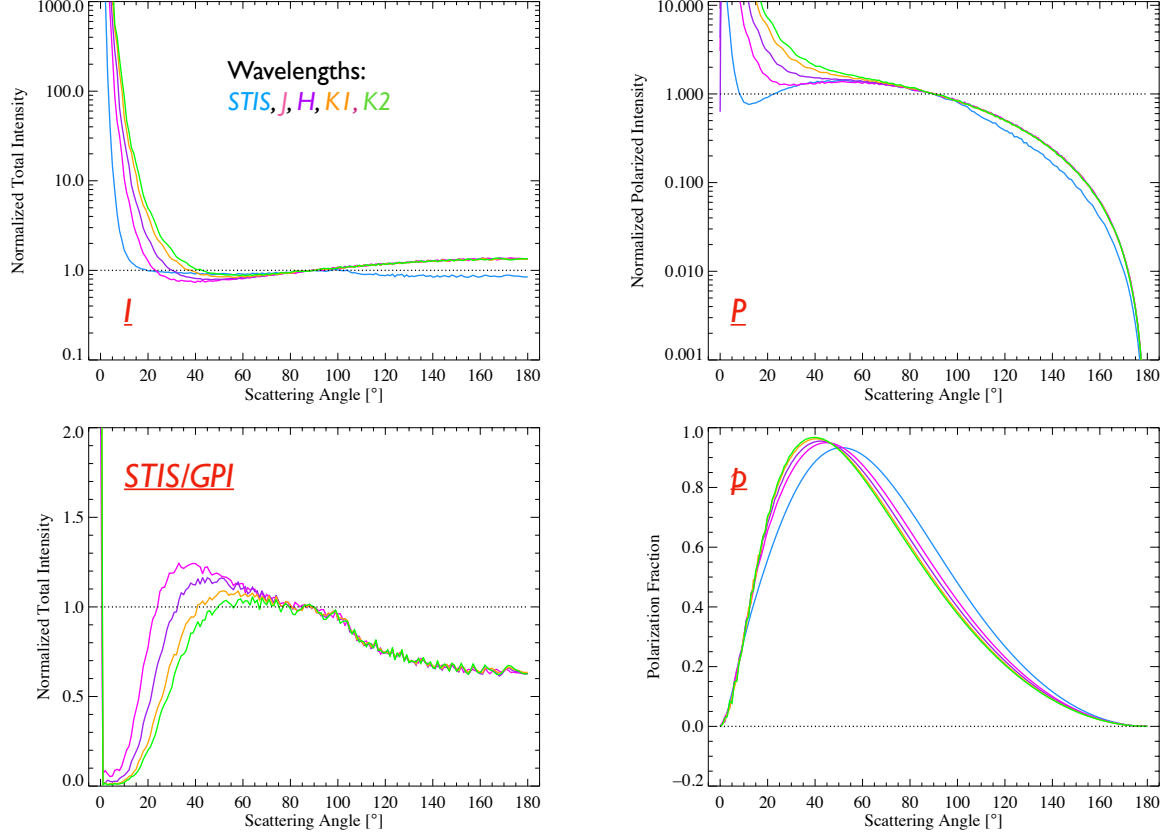 1000.0
100.0
10.0
1.0
0.1
Normalized Total Intensity
Wavelengths:
STIS, J, H, K1, K2
I
0 20 40 60 80 100 120 140 160 180
Scattering Angle [°]
10.000
1.000
0.100
0.010
0.001
Normalized Polarized Intensity
P
0 20 40 60 80 100 120 140 160 180
Scattering Angle [°]
2.0
1.5
1.0
0.5
0.0
Normalized Total Intensity
STIS/GPI
0 20 40 60 80 100 120 140 160 180
Scattering Angle [°]
1.0
0.8
0.6
0.4
0.2
0.0
−0.2
Polarization Fraction
p
0 20 40 60 80 100 120 140 160 180
Scattering Angle [°]